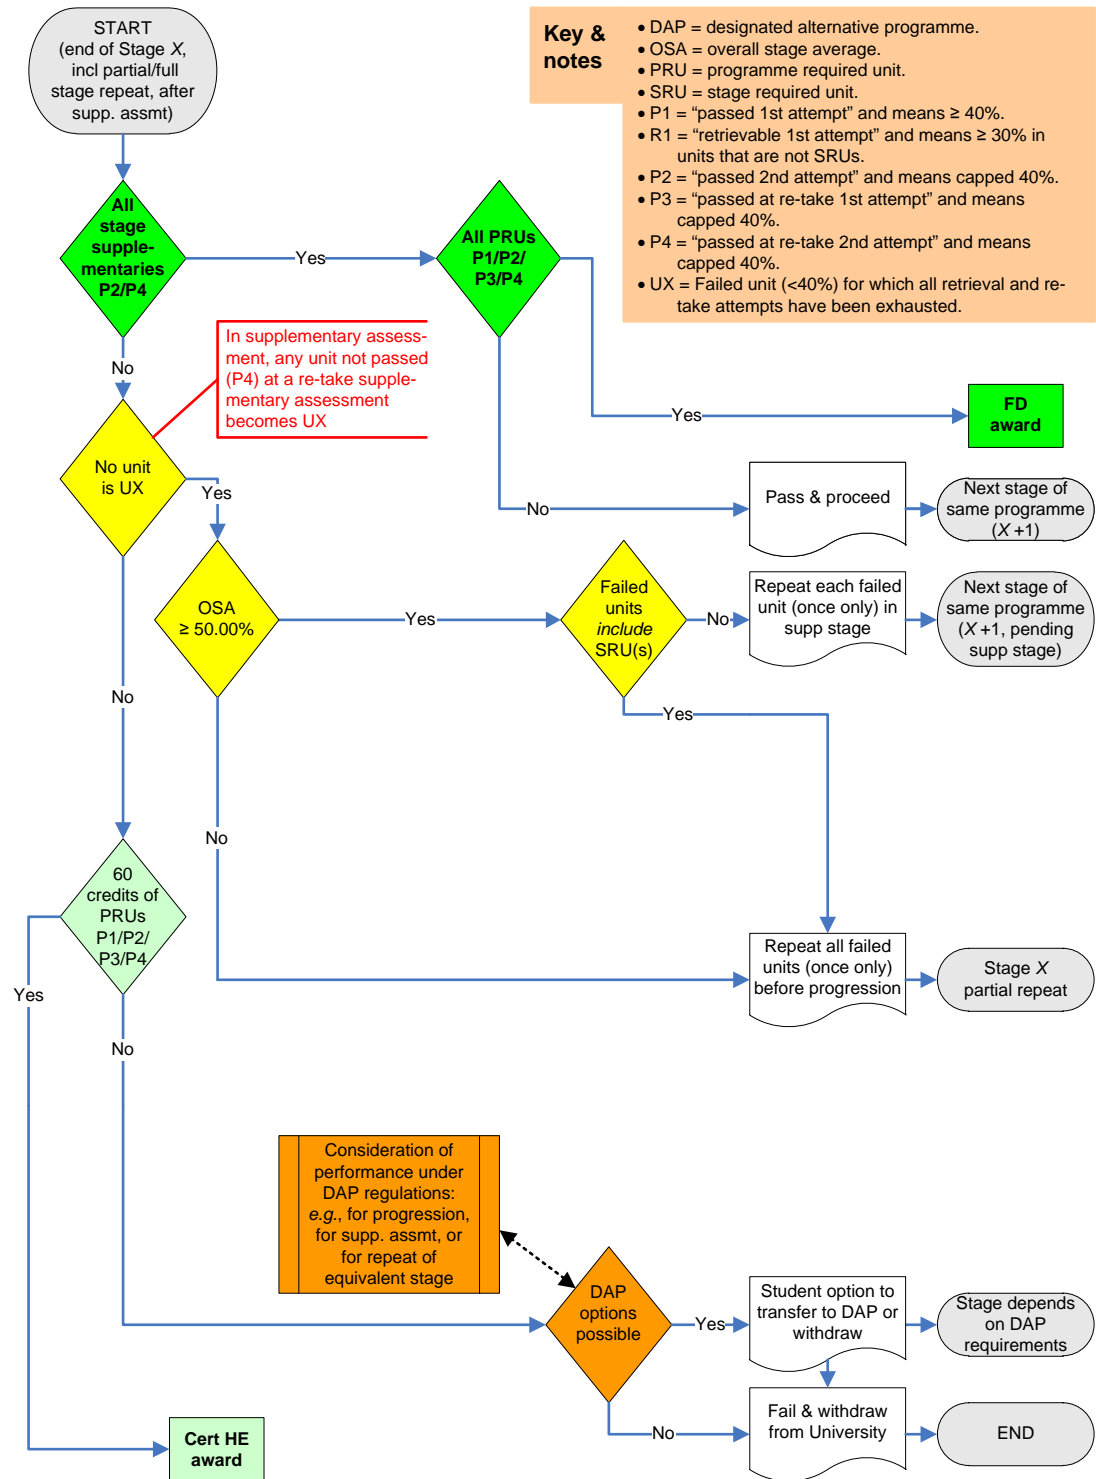 START
(end of Stage X,
incl partial/full
stage repeat, after
supp. assmt)
Key &
notes
• DAP = designated alternative programme.
• OSA = overall stage average.
• PRU = programme required unit.
• SRU = stage required unit.
• P1 = “passed 1st attempt” and means ≥ 40%.
• R1 = “retrievable 1st attempt” and means ≥ 30% in
units that are not SRUs.
• P2 = “passed 2nd attempt” and means capped 40%.
• P3 = “passed at re-take 1st attempt” and means
capped 40%.
• P4 = “passed at re-take 2nd attempt” and means
capped 40%.
• UX = Failed unit (<40%) for which all retrieval and re-
take attempts have been exhausted.
All
stage
supple-
mentaries
P2/P4
Yes
All PRUs
P1/P2/
P3/P4
No
In supplementary assess-
ment, any unit not passed
(P4) at a re-take supple-
mentary assessment
becomes UX
Yes
FD
award
No unit
is UX
Yes
No
Pass & proceed
Next stage of
same programme
(X +1)
OSA
≥ 50.00%
Yes
Failed
units
include
SRU(s)
No
Repeat each failed
unit (once only) in
supp stage
Next stage of
same programme
(X +1, pending
supp stage)
No
Yes
No
60
credits of
PRUs
P1/P2/
P3/P4
Yes
Repeat all failed
units (once only)
before progression
Stage X
partial repeat
No
Consideration of
performance under
DAP regulations:
e.g., for progression,
for supp. assmt, or
for repeat of
equivalent stage
DAP
options
possible
Yes
Student option to
transfer to DAP or
withdraw
Stage depends
on DAP
requirements
No
Fail & withdraw
from University
END
Cert HE
award